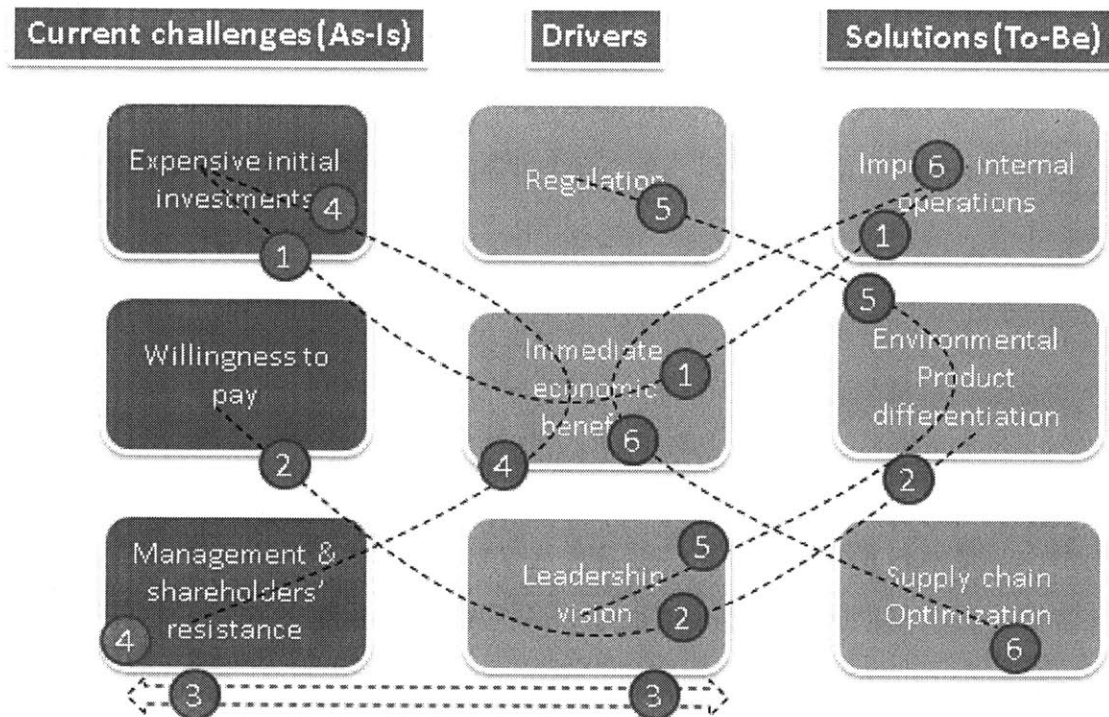 Current challenges (As-Is)
Drivers
Solutions (To-Be)
Expensive initial
investments
4
1
Regulation
5
6
internal
operations
1
Willingness to
pay
2
Immediate
economic
1
6
4
5
Environmental
Product
differentiation
2
Management &
shareholders'
resistance
4
3
Leadership
vision
5
2
3
Supply chain
Optimization
6